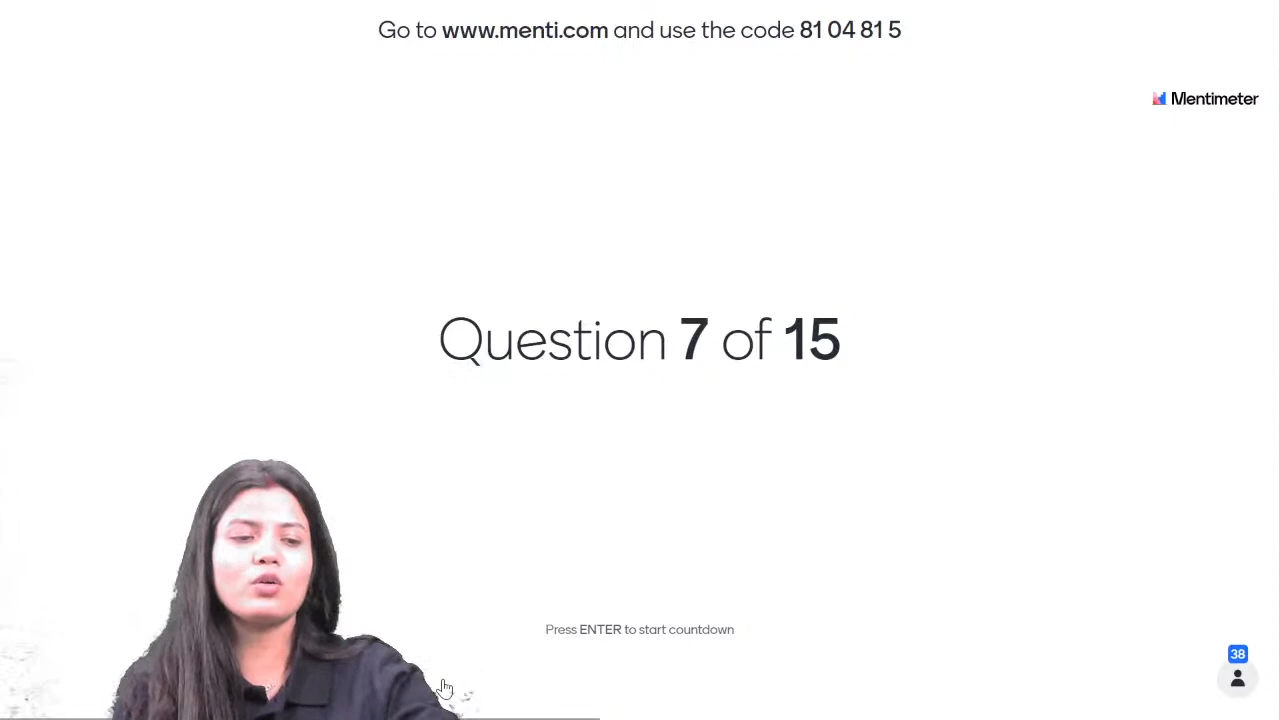 Go to www.menti.com and use the code 81 04 81 5
Mentimeter
Question 7 of 15
Press ENTER to start countdown
38